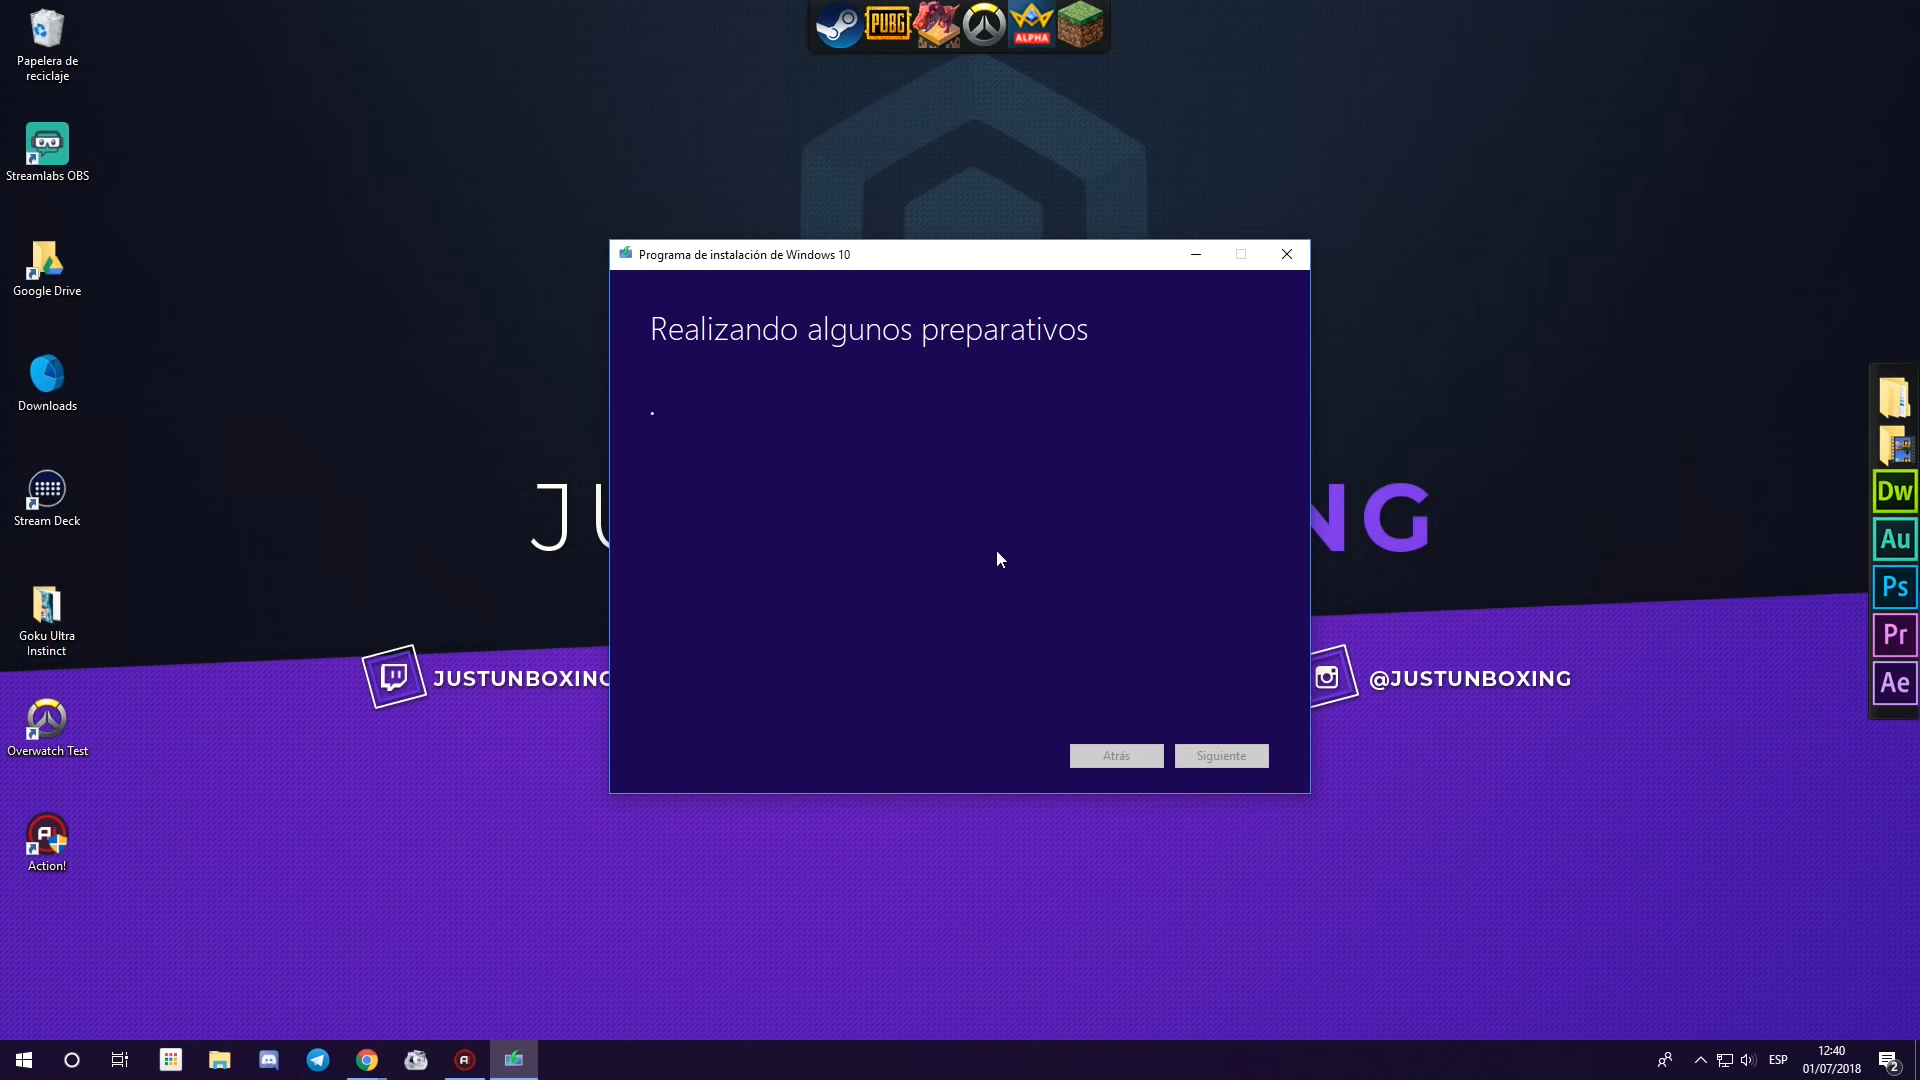 Papelera de
reciclaje
Streamlabs OBS
Google Drive
Downloads
Stream Deck
Goku Ultra
Instinct
Overwatch Test
Action!
PUBG
ALPHA
Programa de instalación de Windows 10
Realizando algunos preparativos
Atrás
Siguiente
JU
NG
JUSTUNBOXING
@JUSTUNBOXING
Dw
Au
Ps
Pr
Ae
ESP
12:40
01/07/2018
2